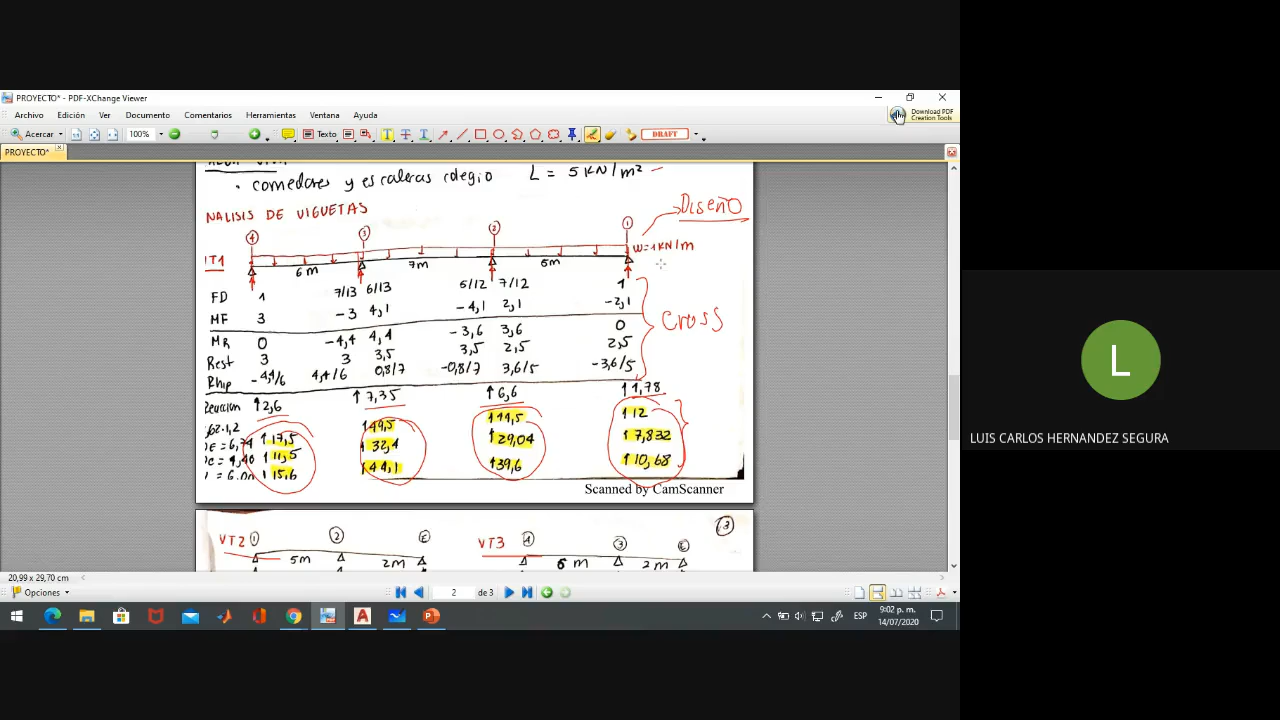 PROYECTO* - PDF-XChange Viewer
Archivo Edición Ver Documento Comentarios Herramientas Ventana Ayuda
Download PDF
Creation Tools
Acercar 100% Texto DRAFT
PROYECTO*
• comedores y escaleras colegio L = 5 KN/m²
NALISIS DE VIGUETAS
Diseño
4 3 2 1
w=1KN/m
6m 7m 5m
FD 1 7/13 6/13 5/12 7/12 1
MF 3 -3 4,1 -4,1 2,1 -2,1
Cross
MR 0 -4,4 4,4 -3,6 3,6 0
Rest 3 3 3,5 3,5 2,5 2,5
Rhip -4,4/6 4,4/6 0,8/7 -0,8/7 3,6/5 -3,6/5
eaccion ↑2,6 ↑7,35 ↑6,6 ↑1,78
↑17,5 ↑49,5 ↑44,5 ↑12
↑11,5 ↑32,4 ↑29,04 ↑7,832
↑15,6 ↑44,1 ↑39,6 ↑10,68
Scanned by CamScanner
3
VT2 1 2 E VT3 3 E
5m 2m 6 m 2m
20,99 x 29,70 cm
Opciones 2 de 3
ESP 9:02 p. m.
14/07/2020
L
LUIS CARLOS HERNANDEZ SEGURA